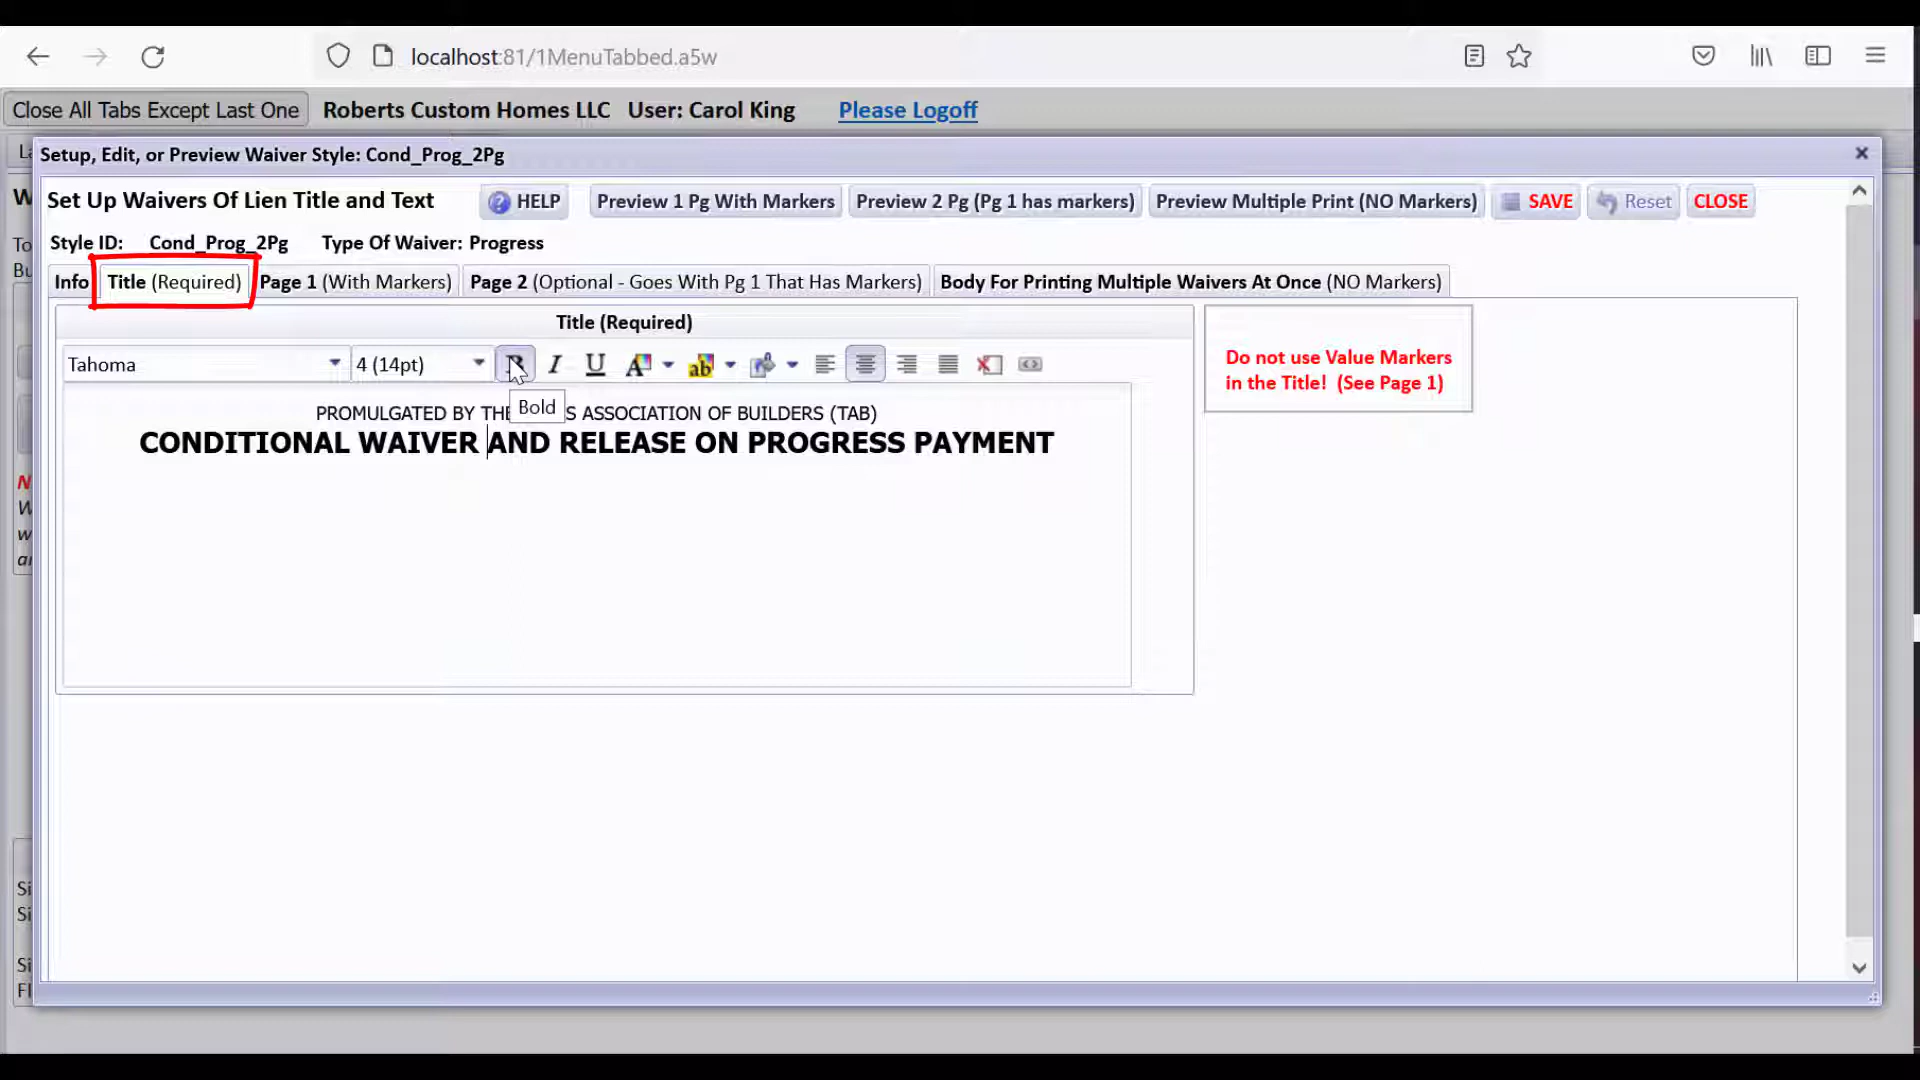 localhost:81/1MenuTabbed.a5w
Close All Tabs Except Last One Roberts Custom Homes LLC User: Carol King Please Logoff
Setup, Edit, or Preview Waiver Style: Cond_Prog_2Pg
Set Up Waivers Of Lien Title and Text HELP Preview 1 Pg With Markers Preview 2 Pg (Pg 1 has markers) Preview Multiple Print (NO Markers) SAVE Reset CLOSE
Style ID: Cond_Prog_2Pg Type Of Waiver: Progress
Info Title (Required) Page 1 (With Markers) Page 2 (Optional - Goes With Pg 1 That Has Markers) Body For Printing Multiple Waivers At Once (NO Markers)
Title (Required)
Tahoma 4 (14pt) B I U A ab
Bold
PROMULGATED BY THE ASSOCIATION OF BUILDERS (TAB)
CONDITIONAL WAIVER AND RELEASE ON PROGRESS PAYMENT
Do not use Value Markers
in the Title! (See Page 1)